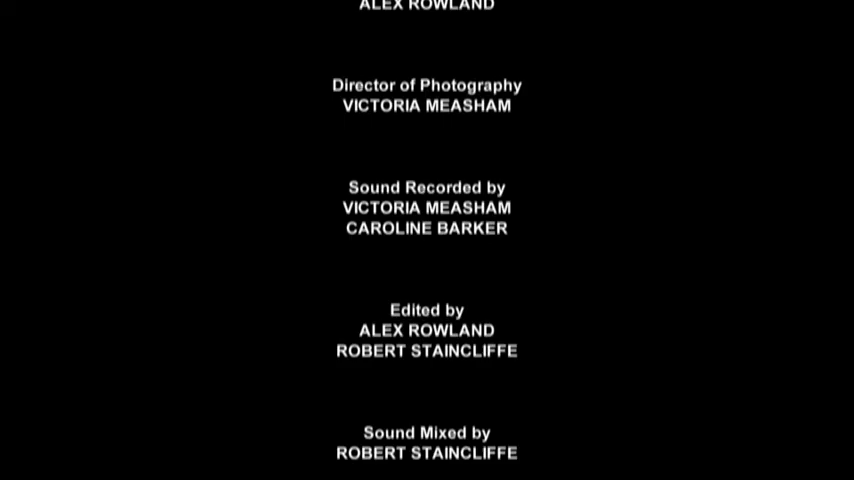 ALEX ROWLAND
Director of Photography
VICTORIA MEASHAM
Sound Recorded by
VICTORIA MEASHAM
CAROLINE BARKER
Edited by
ALEX ROWLAND
ROBERT STAINCLIFFE
Sound Mixed by
ROBERT STAINCLIFFE